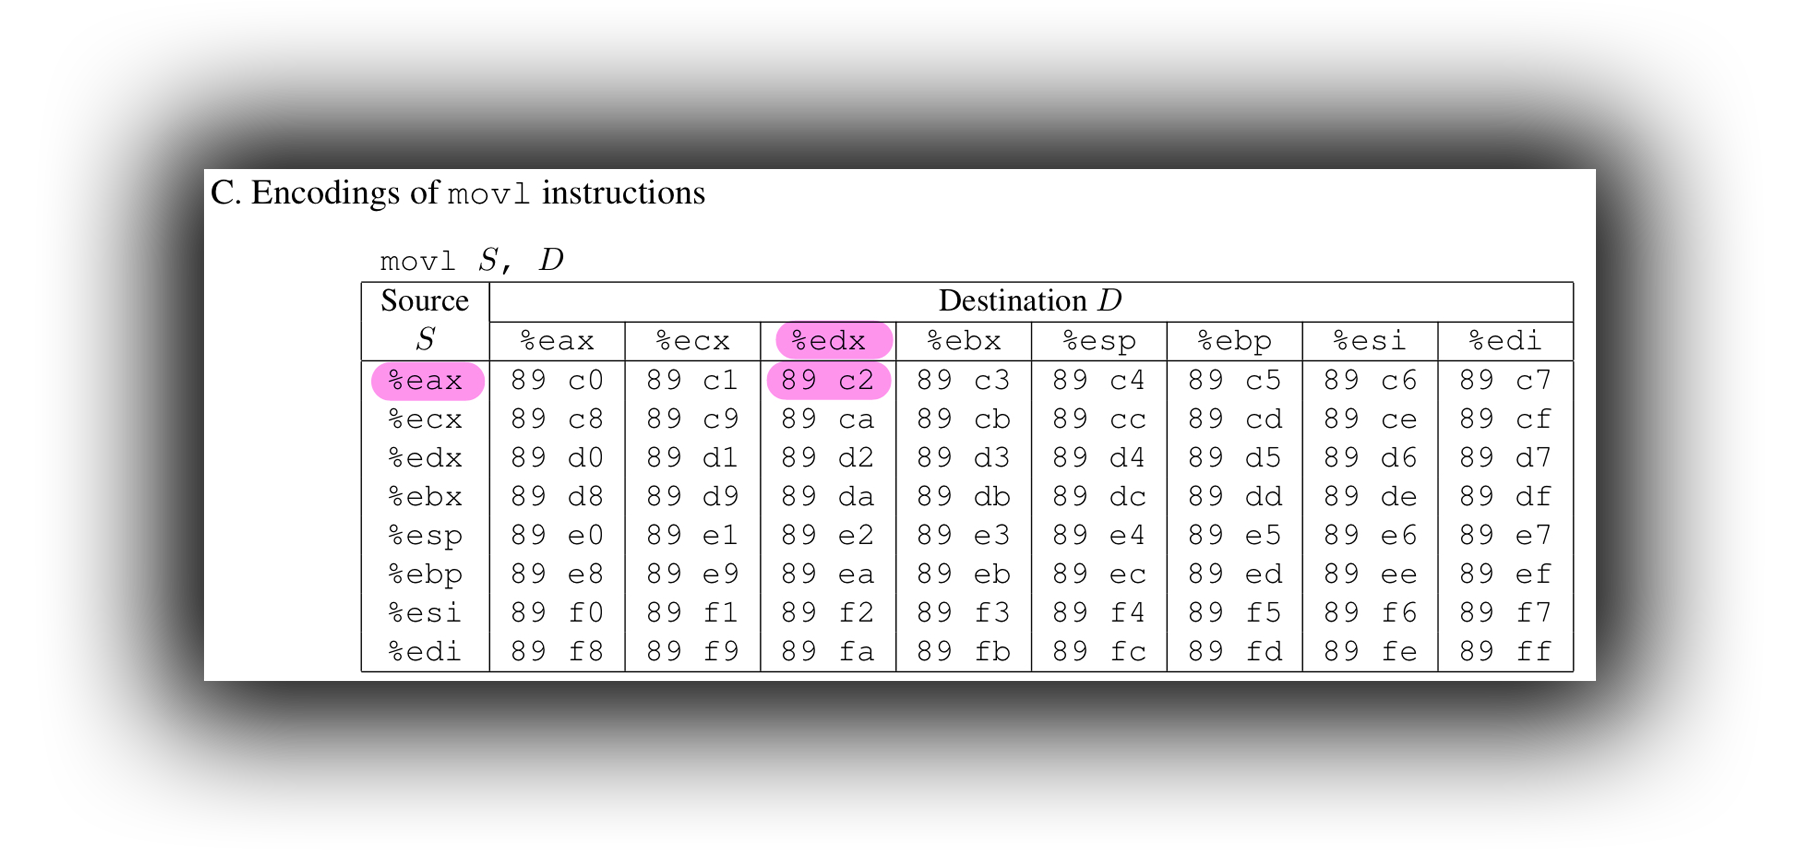 C. Encodings of movl instructions
movl S, D
Source Destination D
S %eax %ecx %edx %ebx %esp %ebp %esi %edi
%eax 89 c0 89 c1 89 c2 89 c3 89 c4 89 c5 89 c6 89 c7
%ecx 89 c8 89 c9 89 ca 89 cb 89 cc 89 cd 89 ce 89 cf
%edx 89 d0 89 d1 89 d2 89 d3 89 d4 89 d5 89 d6 89 d7
%ebx 89 d8 89 d9 89 da 89 db 89 dc 89 dd 89 de 89 df
%esp 89 e0 89 e1 89 e2 89 e3 89 e4 89 e5 89 e6 89 e7
%ebp 89 e8 89 e9 89 ea 89 eb 89 ec 89 ed 89 ee 89 ef
%esi 89 f0 89 f1 89 f2 89 f3 89 f4 89 f5 89 f6 89 f7
%edi 89 f8 89 f9 89 fa 89 fb 89 fc 89 fd 89 fe 89 ff